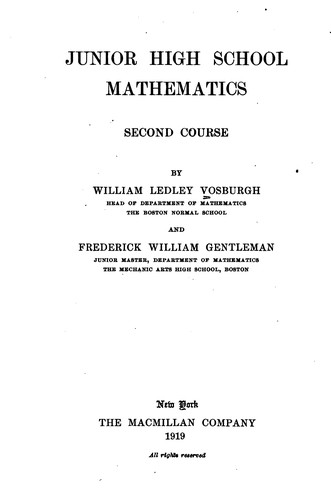 JUNIOR HIGH SCHOOL
MATHEMATICS
SECOND COURSE
BY
WILLIAM LEDLEY VOSBURGH
HEAD OF DEPARTMENT OF MATHEMATICS
THE BOSTON NORMAL SCHOOL
AND
FREDERICK WILLIAM GENTLEMAN
JUNIOR MASTER, DEPARTMENT OF MATHEMATICS
THE MECHANIC ARTS HIGH SCHOOL, BOSTON
New York
THE MACMILLAN COMPANY
1919
All rights reserved